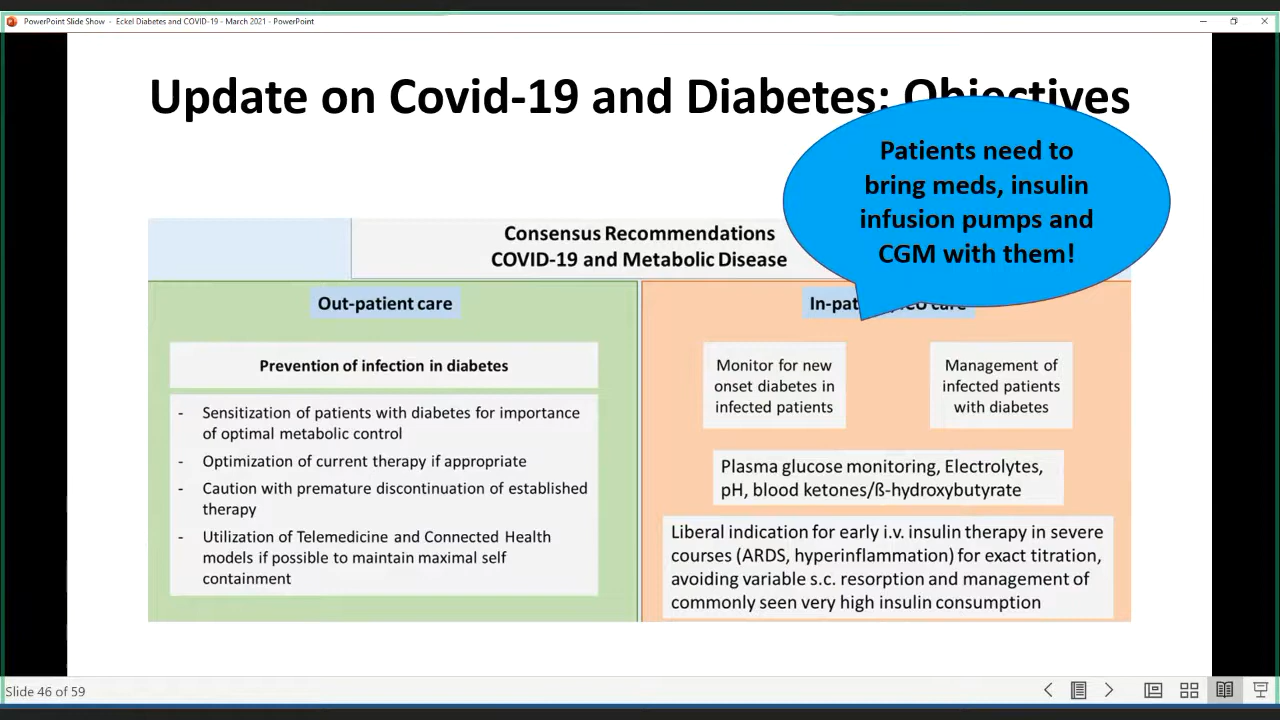 PowerPoint Slide Show - Eckel Diabetes and COVID-19 - March 2021 - PowerPoint
Update on Covid-19 and Diabetes: Objectives
Patients need to
bring meds, insulin
infusion pumps and
CGM with them!
Consensus Recommendations
COVID-19 and Metabolic Disease
Out-patient care
Prevention of infection in diabetes
- Sensitization of patients with diabetes for importance
of optimal metabolic control
- Optimization of current therapy if appropriate
- Caution with premature discontinuation of established
therapy
- Utilization of Telemedicine and Connected Health
models if possible to maintain maximal self
containment
care
Monitor for new
onset diabetes in
infected patients
Management of
infected patients
with diabetes
Plasma glucose monitoring, Electrolytes,
pH, blood ketones/ß-hydroxybutyrate
Liberal indication for early i.v. insulin therapy in severe
courses (ARDS, hyperinflammation) for exact titration,
avoiding variable s.c. resorption and management of
commonly seen very high insulin consumption
Slide 46 of 59